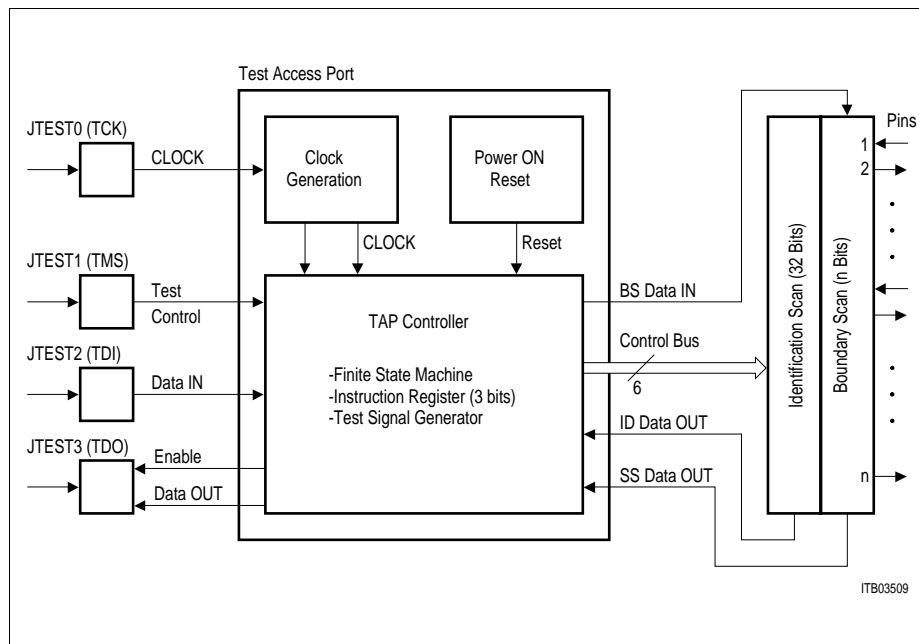 Test Access Port
JTEST0 (TCK)
CLOCK
Clock
Generation
Power ON
Reset
Pins
1
2
CLOCK
Reset
JTEST1 (TMS)
Test
Control
BS Data IN
TAP Controller
Control Bus
6
-Finite State Machine
-Instruction Register (3 bits)
-Test Signal Generator
JTEST2 (TDI)
Data IN
ID Data OUT
JTEST3 (TDO)
Enable
Data OUT
SS Data OUT
n
Identification Scan (32 Bits)
Boundary Scan (n Bits)
ITB03509